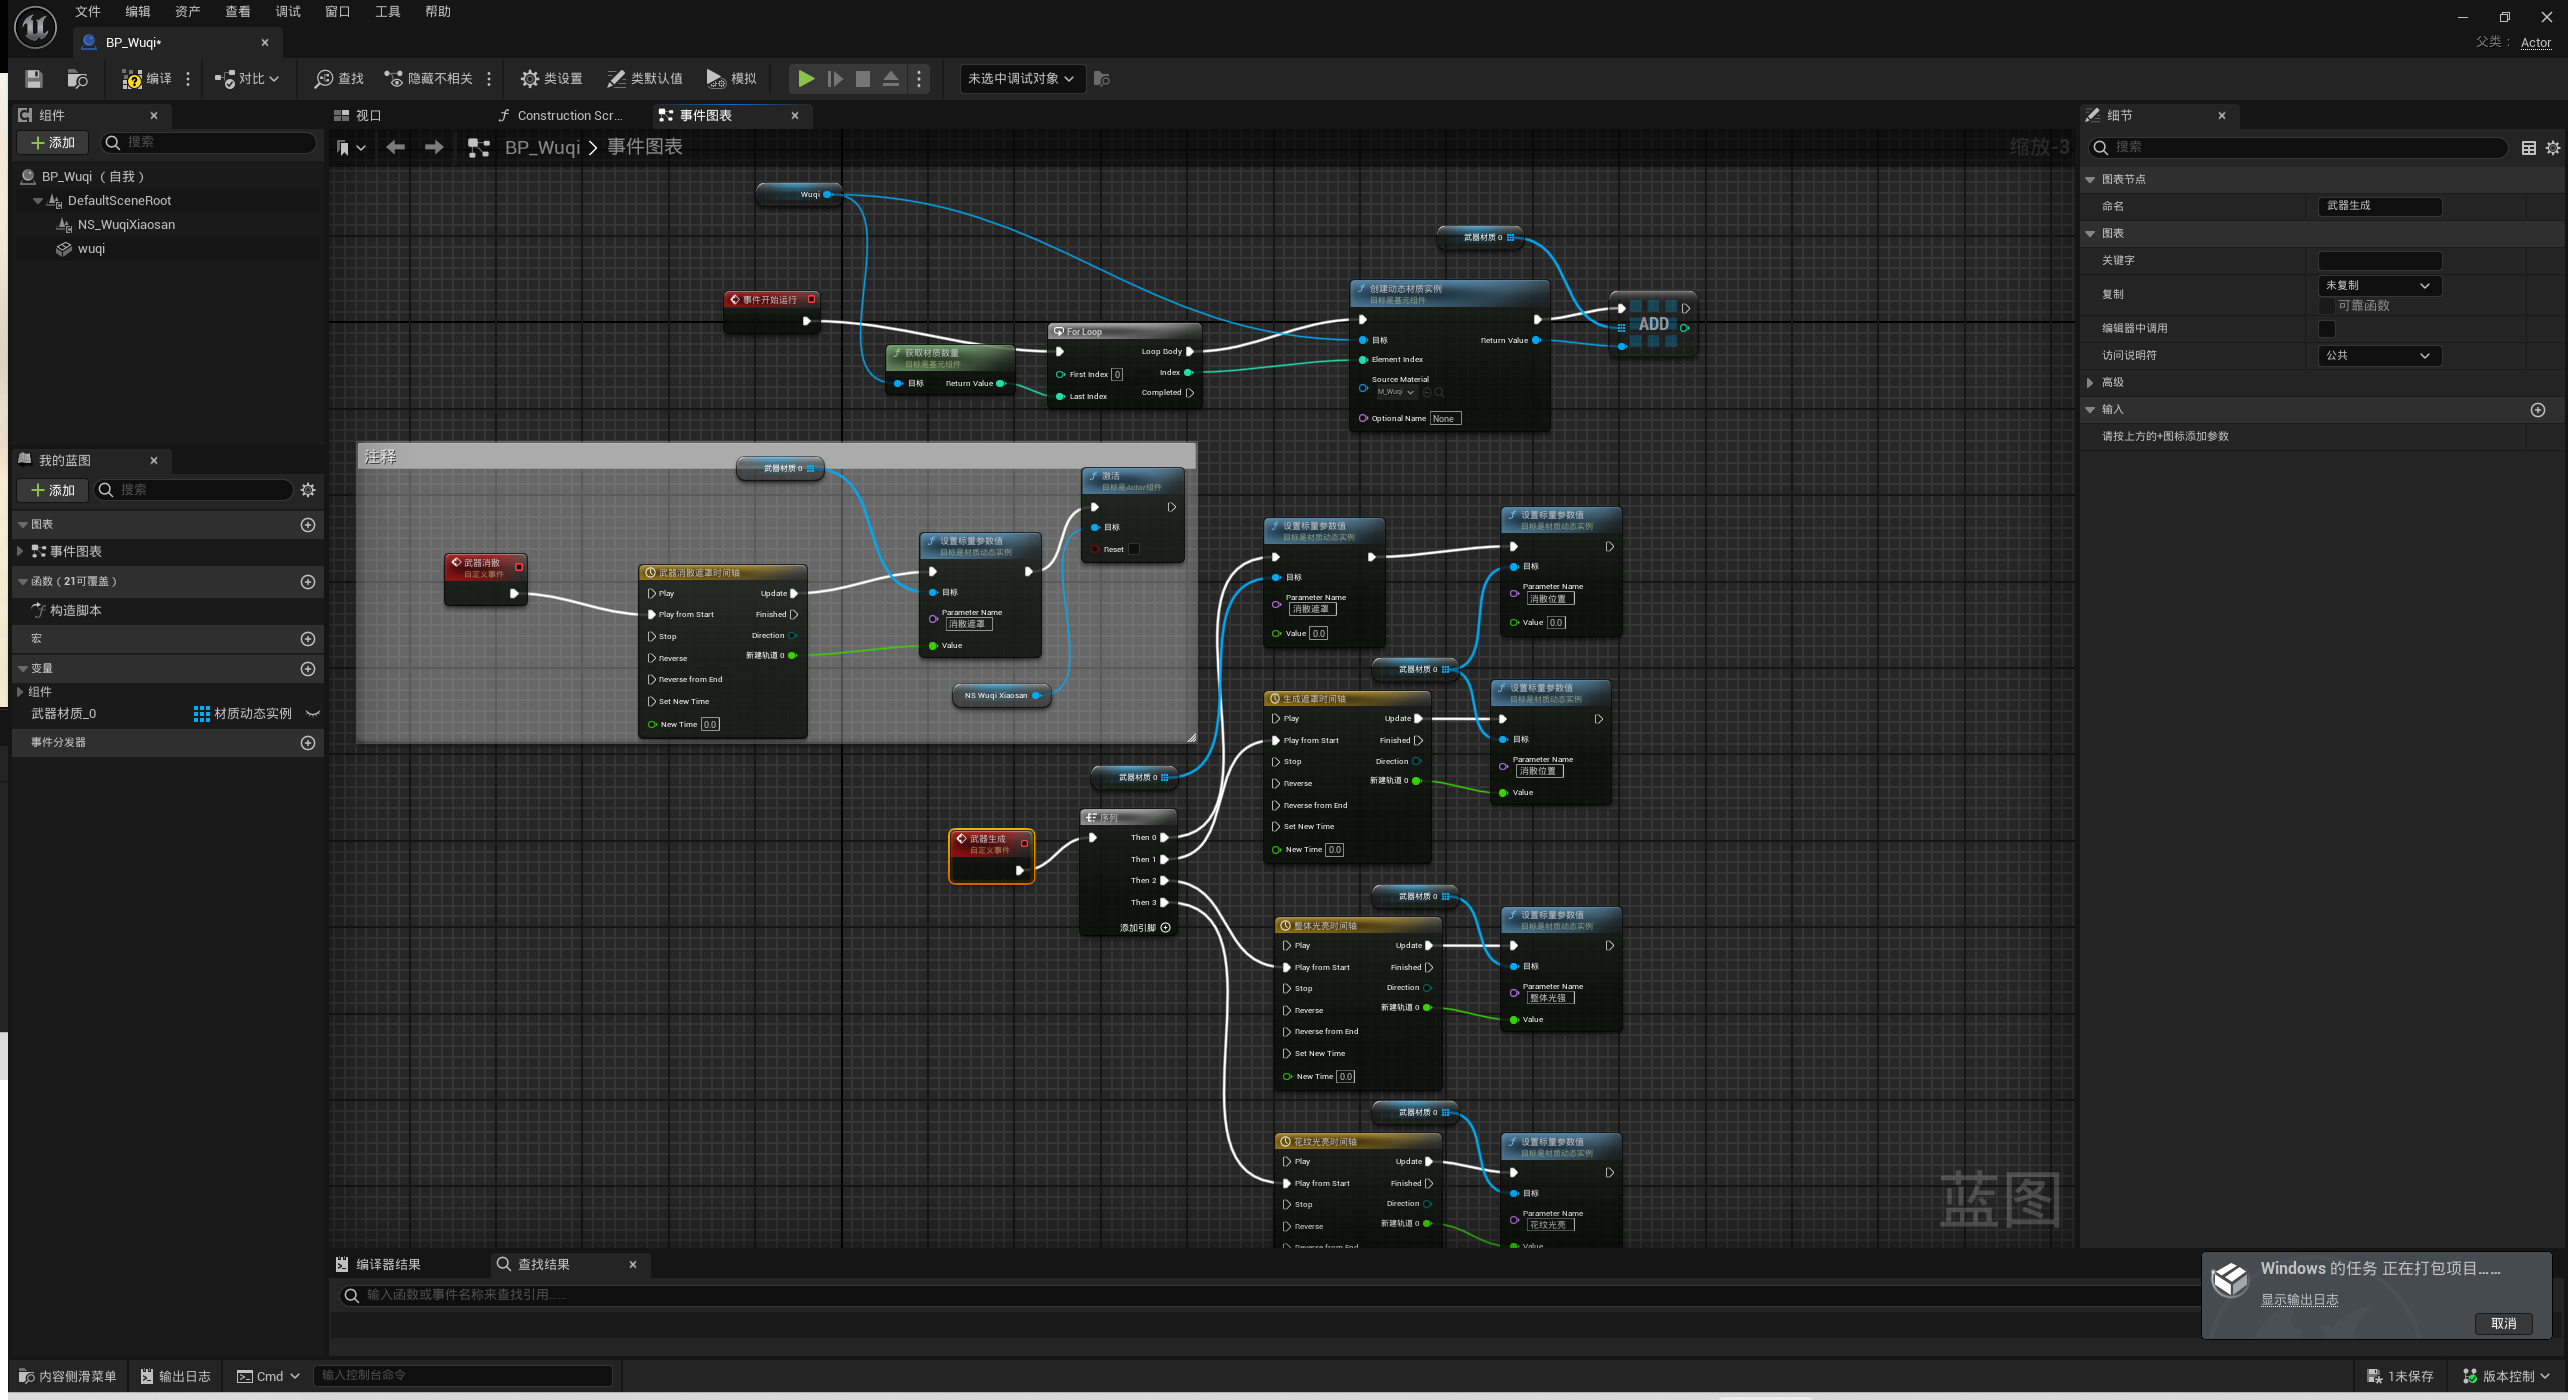 文件 编辑 资产 查看 调试 窗口 工具 帮助
BP_Wuqi*
父类： Actor
编译 对比 查找 隐藏不相关 类设置 类默认值 模拟 未选中调试对象
组件
添加 搜索
BP_Wuqi （自我）
DefaultSceneRoot
NS_WuqiXiaosan
wuqi
我的蓝图
添加 搜索
图表
事件图表
函数（21可覆盖）
构造脚本
宏
变量
组件
武器材质_0 材质动态实例
事件分发器
视口 Construction Scr... 事件图表
BP_Wuqi > 事件图表
缩放-3
Wuqi
武器材质 0
事件开始运行
获取材质数量
目标是基元组件
目标 Return Value
For Loop
Loop Body
First Index 0
Index
Last Index
Completed
创建动态材质实例
目标是基元组件
目标 Return Value
Element Index
Source Material
M_Wuqi
Optional Name None
ADD
注释
武器材质 0
激活
目标是Actor组件
目标
Reset
武器消散
自定义事件
武器消散遮罩时间轴
Play Update
Play from Start Finished
Stop Direction
Reverse 新建轨道 0
Reverse from End
Set New Time
New Time 0.0
设置标量参数值
目标是材质动态实例
目标
Parameter Name
消散遮罩
Value
NS Wuqi Xiaosan
设置标量参数值
目标是材质动态实例
目标
Parameter Name
消散遮罩
Value 0.0
设置标量参数值
目标是材质动态实例
目标
Parameter Name
消散位置
Value 0.0
武器材质 0
生成遮罩时间轴
Play Update
Play from Start Finished
Stop Direction
Reverse 新建轨道 0
Reverse from End
Set New Time
New Time 0.0
设置标量参数值
目标是材质动态实例
目标
Parameter Name
消散位置
Value
武器材质 0
武器生成
自定义事件
序列
Then 0
Then 1
Then 2
Then 3
添加引脚
武器材质 0
整体光亮时间轴
Play Update
Play from Start Finished
Stop Direction
Reverse 新建轨道 0
Reverse from End
Set New Time
New Time 0.0
设置标量参数值
目标是材质动态实例
目标
Parameter Name
整体光强
Value
武器材质 0
花纹光亮时间轴
Play Update
Play from Start Finished
Stop Direction
Reverse 新建轨道 0
Reverse from End
设置标量参数值
目标是材质动态实例
目标
Parameter Name
花纹光亮
Value
蓝图
细节
搜索
图表节点
命名 武器生成
图表
关键字
复制 未复制
可靠函数
编辑器中调用
访问说明符 公共
高级
输入
请按上方的+图标添加参数
编译器结果 查找结果
输入函数或事件名称来查找引用……
Windows 的任务 正在打包项目……
显示输出日志
取消
内容侧滑菜单 输出日志 Cmd 输入控制台命令
1未保存 版本控制